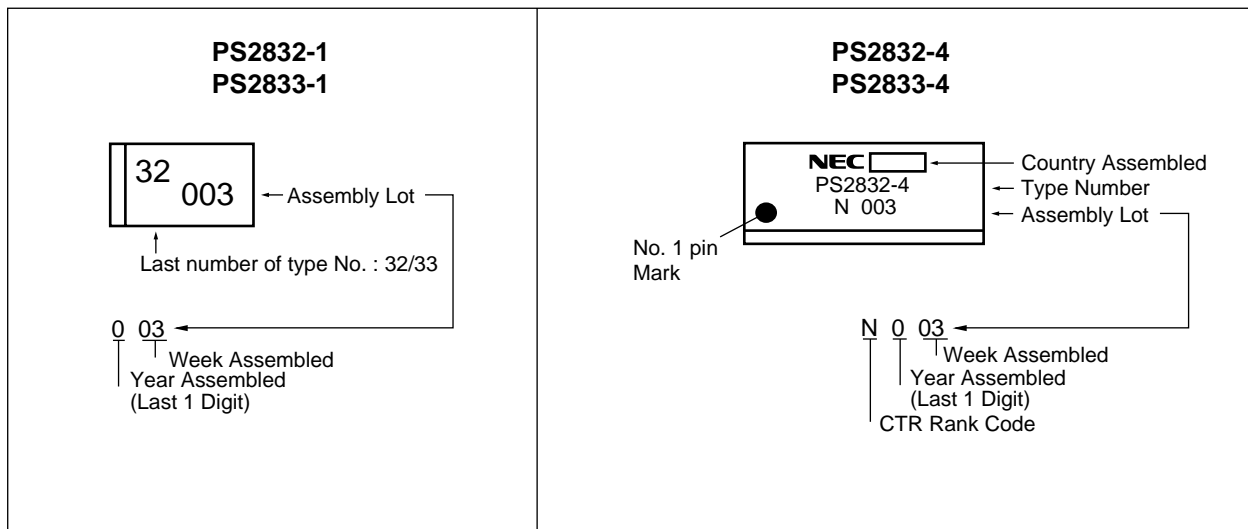 PS2832-1
PS2833-1
32
003
Assembly Lot
Last number of type No. : 32/33
0 03
Week Assembled
Year Assembled
(Last 1 Digit)
PS2832-4
PS2833-4
NEC
Country Assembled
PS2832-4
Type Number
N 003
Assembly Lot
No. 1 pin
Mark
N 0 03
Week Assembled
Year Assembled
(Last 1 Digit)
CTR Rank Code